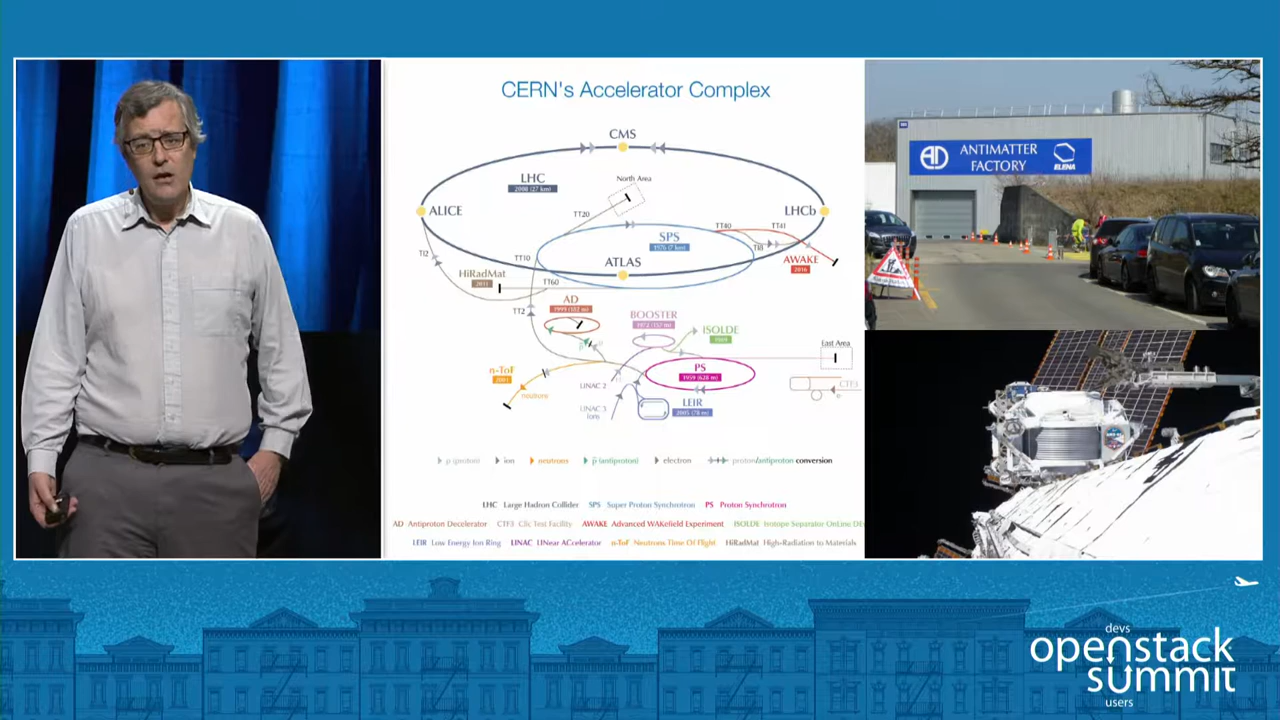 CERN's Accelerator Complex
CMS
LHC
2008 (27 km)
North Area
ALICE
TT20
LHCb
SPS
1976 (7 km)
TT40
TT41
TI8
TI2
TT10
ATLAS
AWAKE
2016
HiRadMat
2011
TT60
AD
1999 (182 m)
TT2
BOOSTER
1972 (157 m)
ISOLDE
1989
East Area
n-ToF
2001
PS
1959 (628 m)
neutrons
LINAC 2
CTF3
e-
LINAC 3
Ions
LEIR
2005 (78 m)
p (proton) ion neutrons p̄ (antiproton) electron proton/antiproton conversion
LHC Large Hadron Collider SPS Super Proton Synchrotron PS Proton Synchrotron
AD Antiproton Decelerator CTF3 Clic Test Facility AWAKE Advanced WAKefield Experiment ISOLDE Isotope Separator OnLine DE
LEIR Low Energy Ion Ring LINAC LINear ACcelerator n-ToF Neutrons Time Of Flight HiRadMat High-Radiation to Materials
AD ANTIMATTER
FACTORY
ELENA
devs
openstack
summit
users